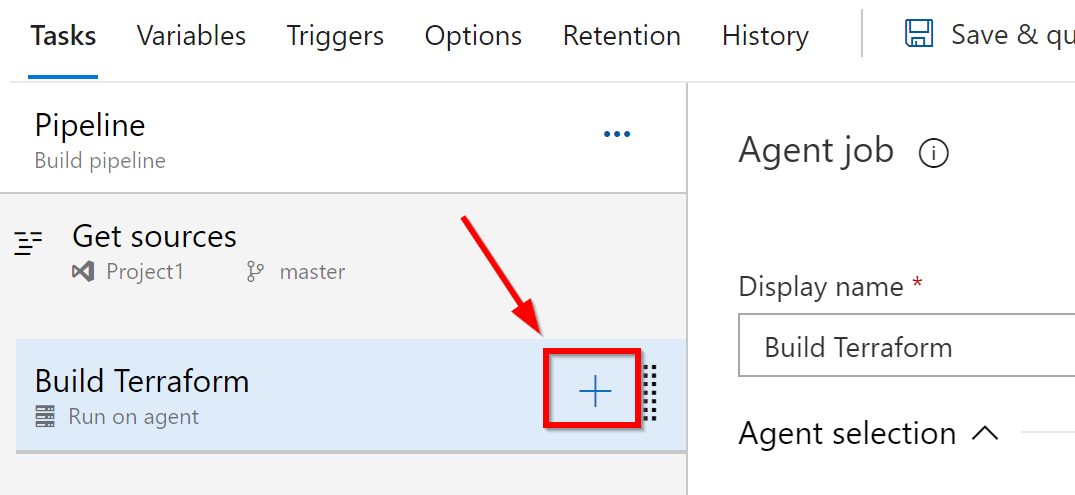 Tasks Variables Triggers Options Retention History Save & qu
Pipeline
Build pipeline
Get sources
Project1 master
Build Terraform
Run on agent
Agent job
Display name *
Build Terraform
Agent selection